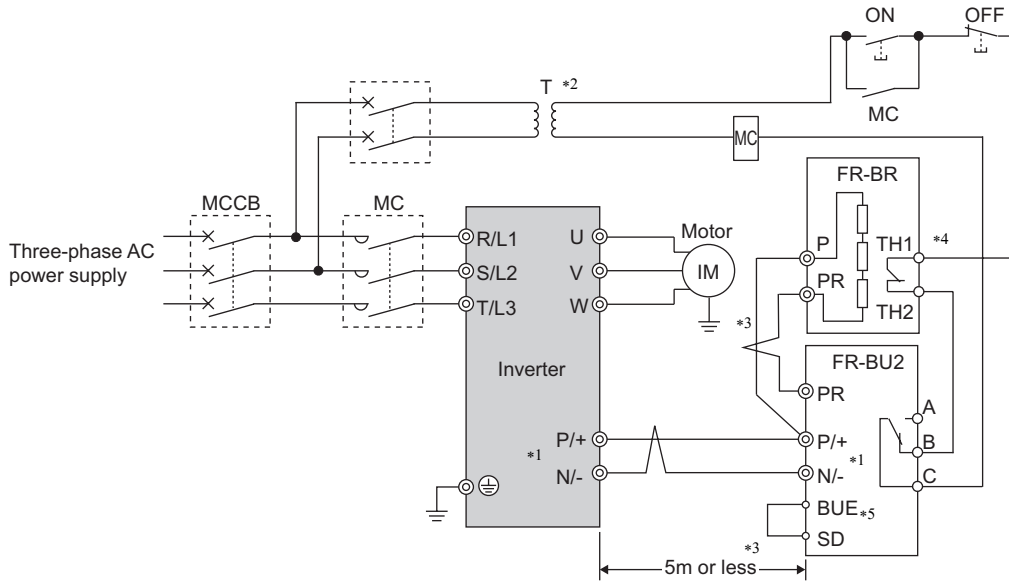 ON
OFF
T *2
MC
MC
FR-BR
MCCB
MC
Three-phase AC
power supply
R/L1
S/L2
T/L3
U
V
W
Motor
IM
P
PR
TH1
TH2
*4
*3
Inverter
FR-BU2
PR
A
P/+
N/-
*1
P/+
N/-
*1
B
C
BUE
*5
SD
*3
5m or less